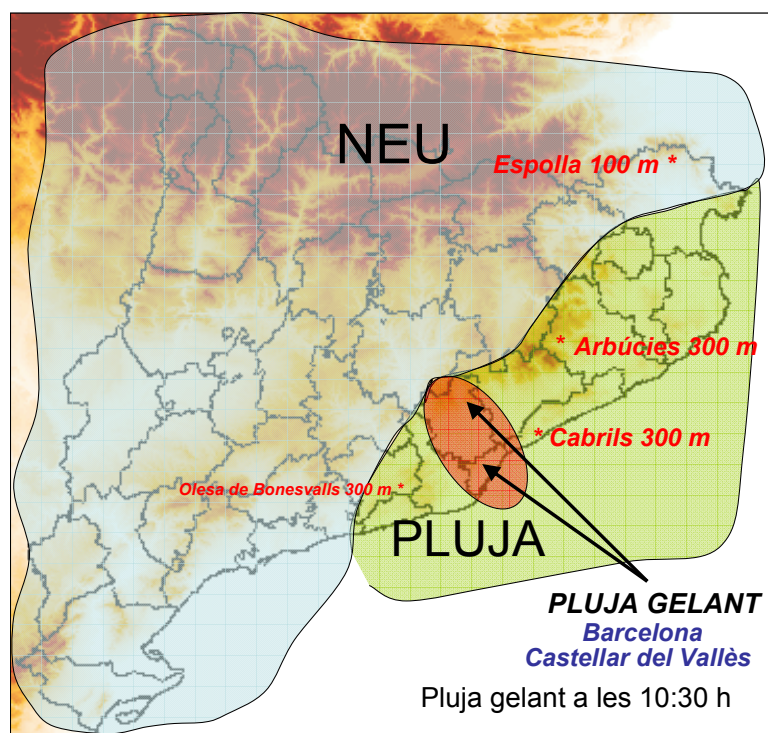 NEU
Espolla 100 m *
* Arbúcies 300 m
* Cabrils 300 m
Olesa de Bonesvalls 300 m *
PLUJA
PLUJA GELANT
Barcelona
Castellar del Vallès
Pluja gelant a les 10:30 h